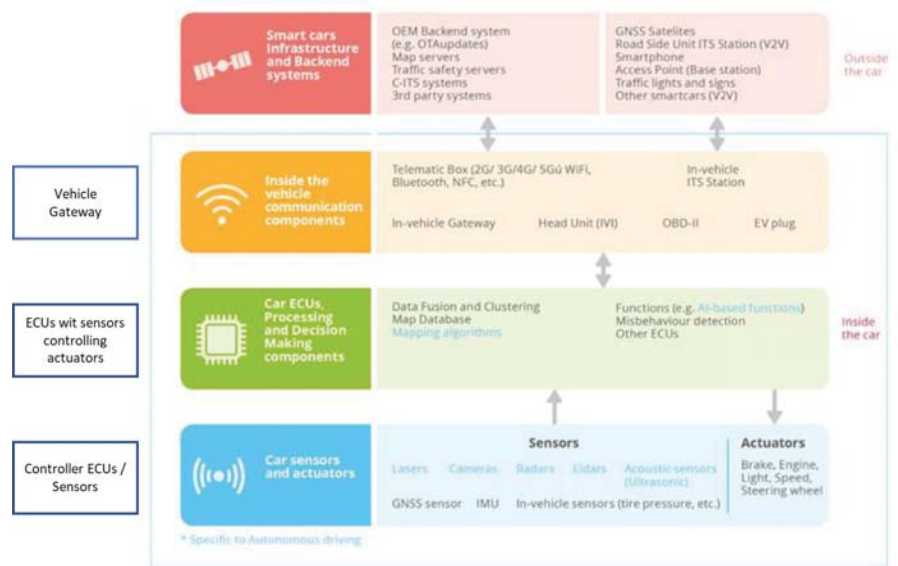 Smart cars
Infrastructure
and Backend
systems
OEM Backend system
(e.g. OTAupdates)
Map servers
Traffic safety servers
C-ITS systems
3rd party systems
GNSS Satelites
Road Side Unit ITS Station (V2V)
Smartphone
Access Point (Base station)
Traffic lights and signs
Other smartcars (V2V)
Outside
the car
Vehicle
Gateway
Inside the
vehicle
communication
components
Telematic Box (2G/ 3G/4G/ 5Gú WiFi,
Bluetooth, NFC, etc.)
In-vehicle
ITS Station
In-vehicle Gateway
Head Unit (IVI)
OBD-II
EV plug
ECUs wit sensors
controlling
actuators
Car ECUs,
Processing
and Decision
Making
components
Data Fusion and Clustering
Map Database
Mapping algorithms
Functions (e.g. AI-based functions)
Misbehaviour detection
Other ECUs
Inside
the car
Controller ECUs /
Sensors
Car sensors
and actuators
Sensors
Lasers Cameras Radars Lidars Acoustic sensors
(Ultrasonic)
GNSS sensor IMU In-vehicle sensors (tire pressure, etc.)
Actuators
Brake, Engine,
Light, Speed,
Steering wheel
* Specific to Autonomous driving